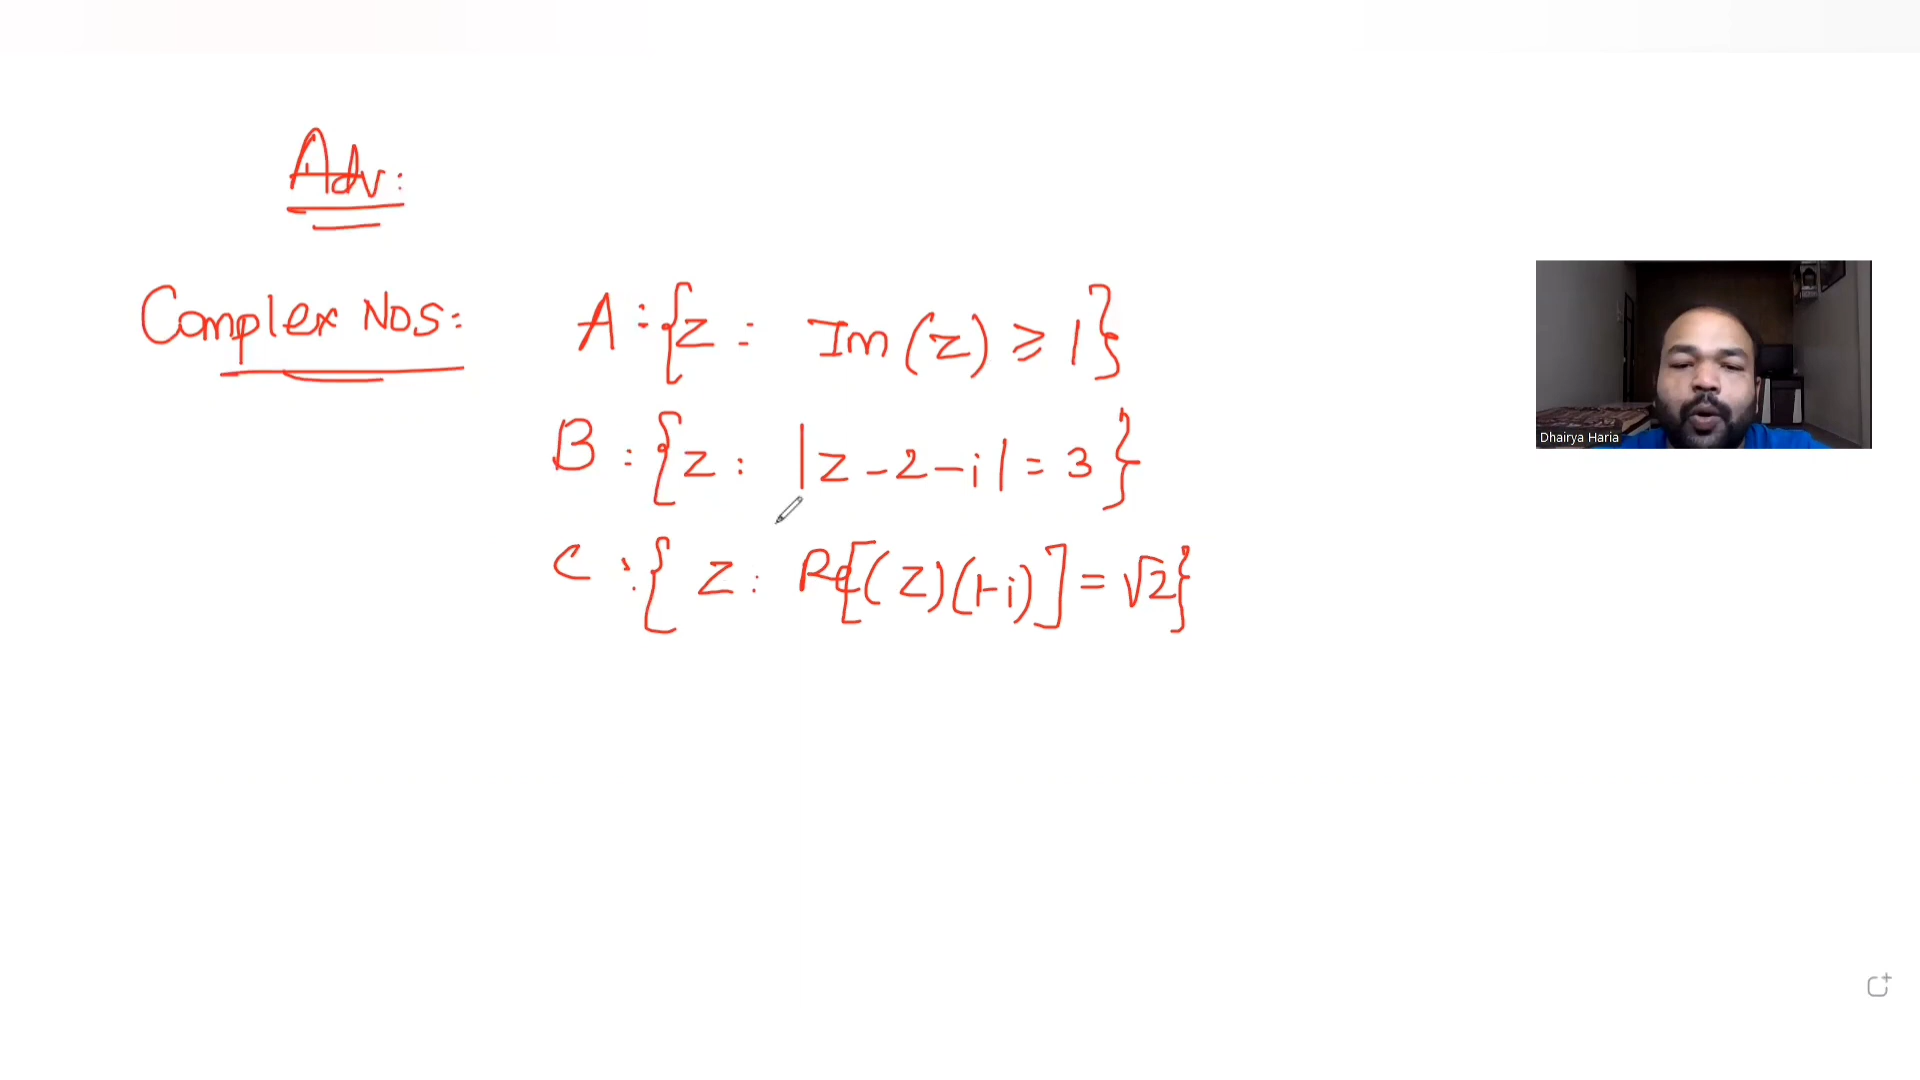 Adv:
Complex Nos: A:{z: Im(z) ≥ 1}
B:{z: |z-2-i| = 3}
C:{z: Re[(z)(1-i)] = √2}
Dhairya Haria